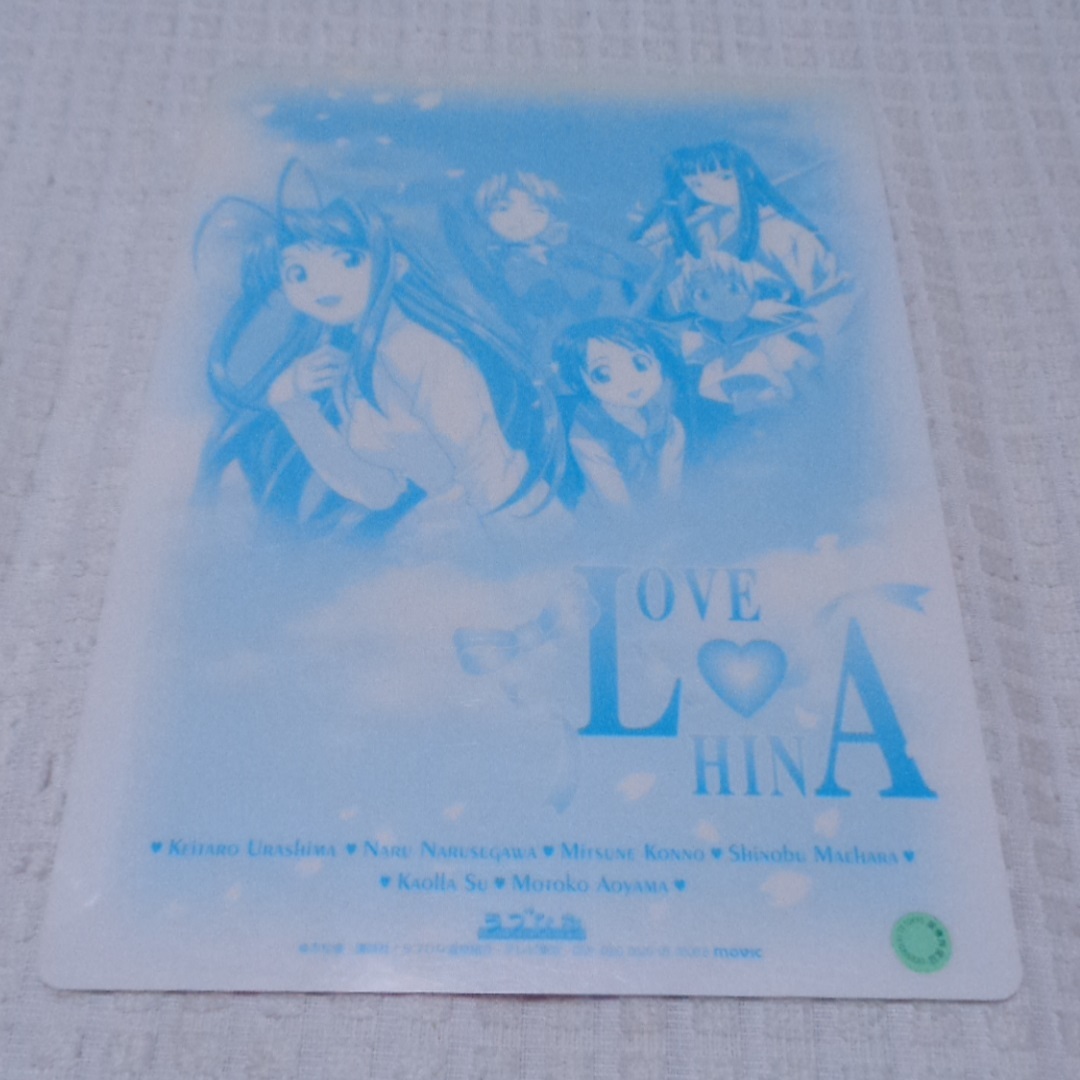 LOVE
♥
HINA
♥ KEITARO URASHIMA ♥ NARU NARUSEGAWA ♥ MITSUNE KONNO ♥ SHINOBU MAEHARA ♥
♥ KAOLLA SU ♥ MOTOKO AOYAMA ♥
ラブひな
movic